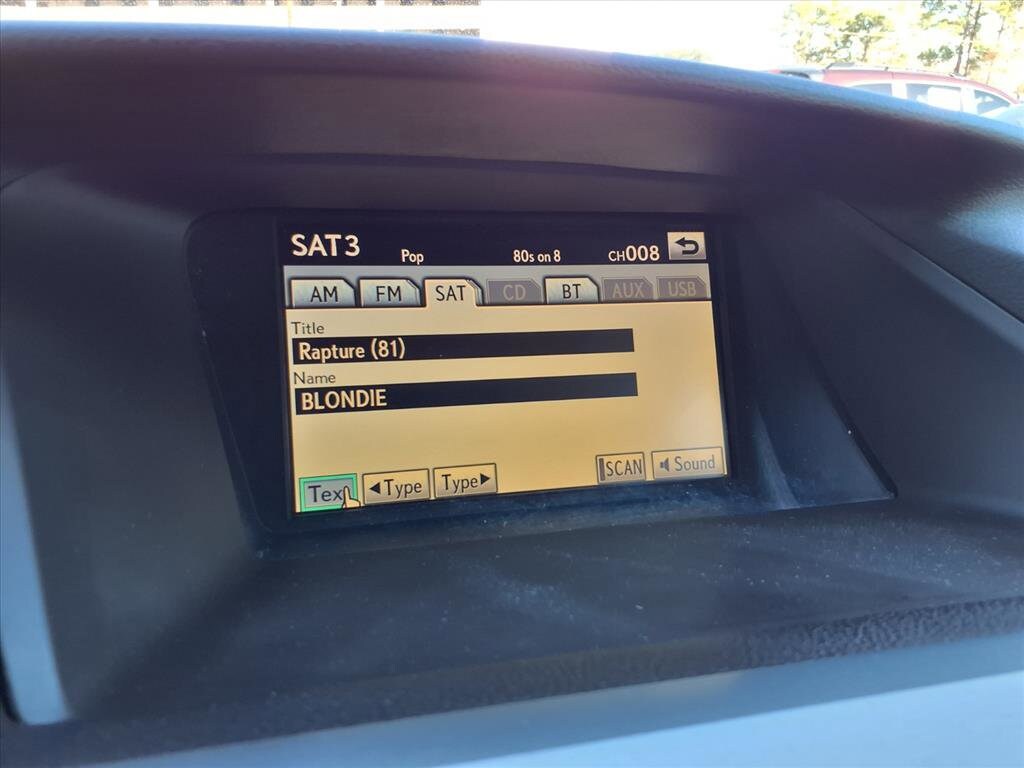 SAT3 Pop 80s on 8 CH008
AM FM SAT CD BT AUX USB
Title
Rapture (81)
Name
BLONDIE
Tex ◀Type Type▶ SCAN Sound